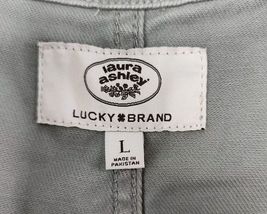 laura
ashley
LUCKY BRAND
L
MADE IN
PAKISTAN